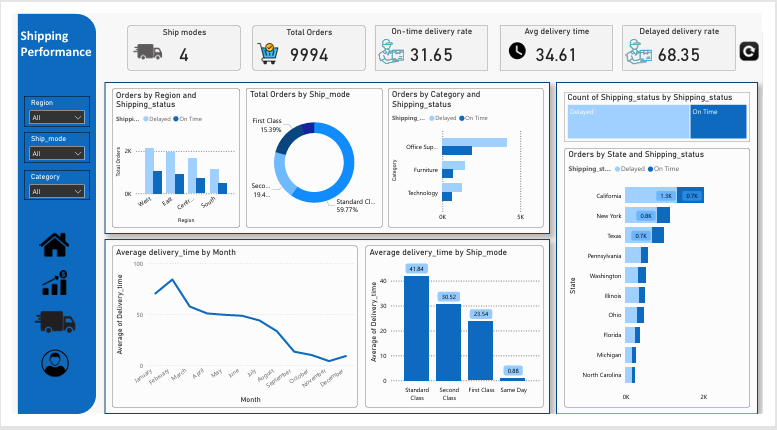 Shipping
Performance
Ship modes
4
Total Orders
9994
On-time delivery rate
31.65
Avg delivery time
34.61
Delayed delivery rate
68.35
Region
All
Ship_mode
All
Category
All
Orders by Region and
Shipping_status
Shippi... Delayed On Time
Total Orders
2K
0K
West
East
Centr...
South
Region
Total Orders by Ship_mode
First Class
15.39%
Seco...
19.4...
Standard Cl...
59.77%
Orders by Category and
Shipping_status
Shipping_... Delayed On Time
Category
Office Sup...
Furniture
Technology
0K
5K
Count of Shipping_status by Shipping_status
Delayed
On Time
Orders by State and Shipping_status
Shipping_st... Delayed On Time
State
California
1.3K
0.7K
New York
0.8K
Texas
0.7K
Pennsylvania
Washington
Illinois
Ohio
Florida
Michigan
North Carolina
0K
2K
Average delivery_time by Month
Average of Delivery_time
100
50
0
January
February
March
April
May
June
July
August
September
October
November
December
Month
Average delivery_time by Ship_mode
Average of Delivery_time
40
30
20
10
0
41.84
30.52
23.54
0.88
Standard
Class
Second
Class
First Class
Same Day